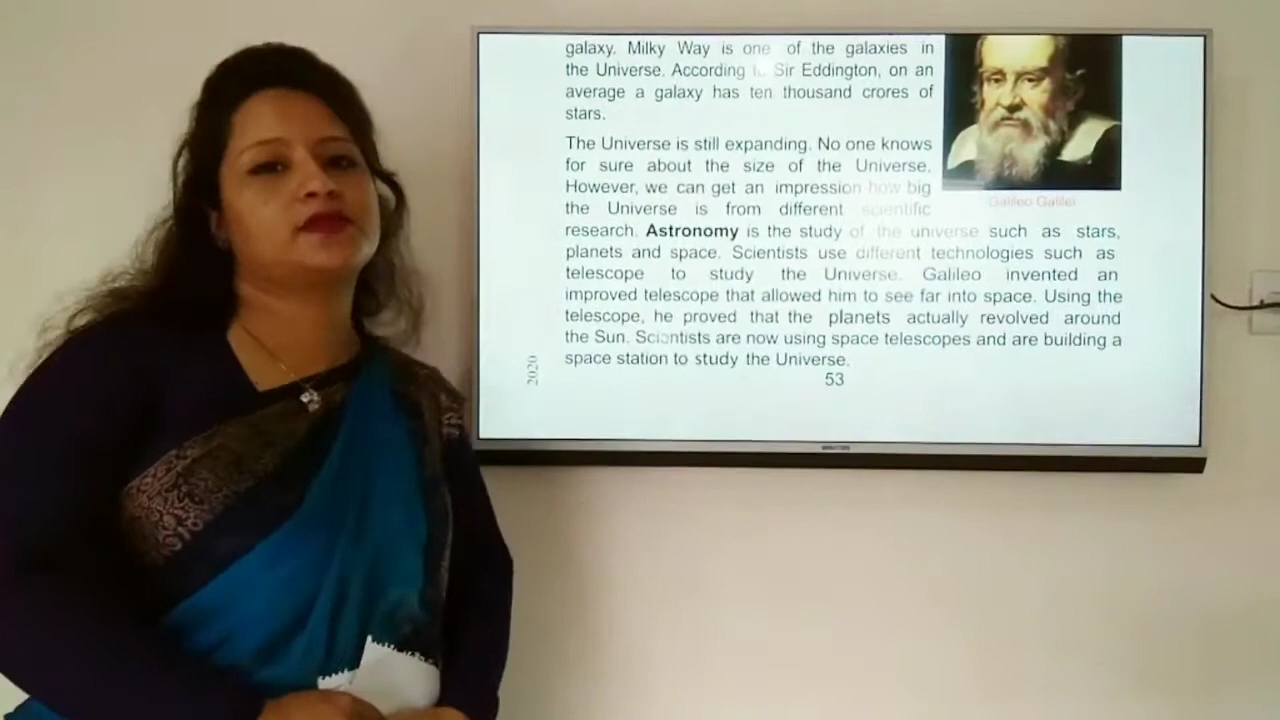 galaxy. Milky Way is one of the galaxies in
the Universe. According Sir Eddington, on an
average a galaxy has ten thousand crores of
stars.
The Universe is still expanding. No one knows
for sure about the size of the Universe.
However, we can get an impression how big
the Universe is from different scientific
research. Astronomy is the study of the universe such as stars,
planets and space. Scientists use different technologies such as
telescope to study the Universe. Galileo invented an
improved telescope that allowed him to see far into space. Using the
telescope, he proved that the planets actually revolved around
the Sun. Scientists are now using space telescopes and are building a
space station to study the Universe.
Galileo Galilei
2020
53